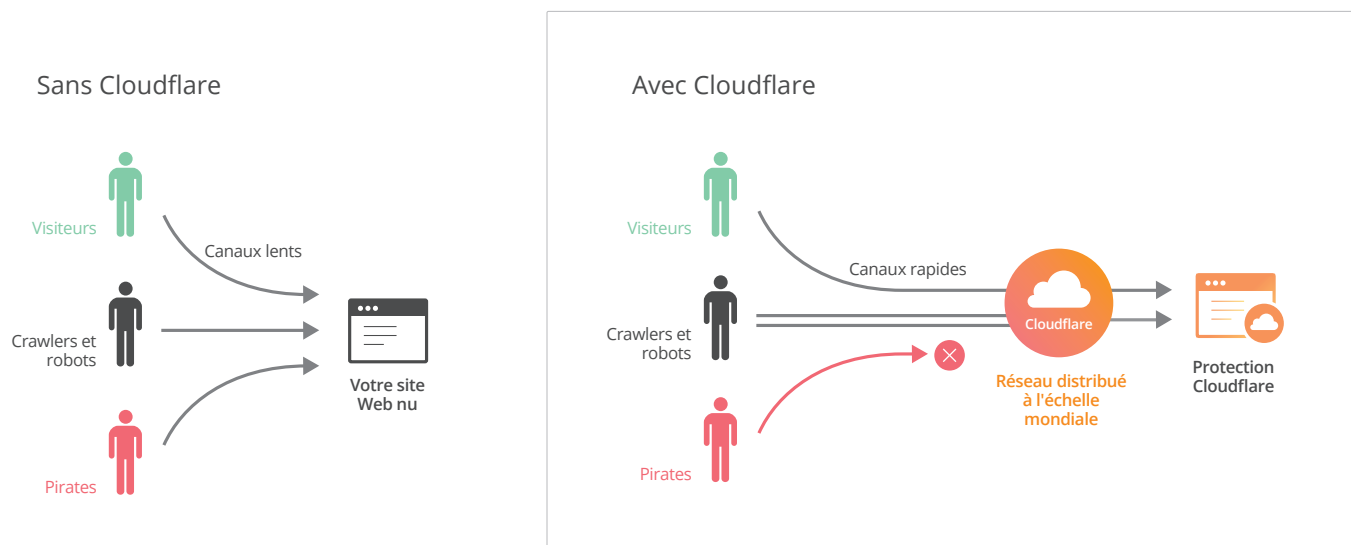 Sans Cloudflare
Visiteurs
Canaux lents
Crawlers et
robots
Votre site
Web nu
Pirates
Avec Cloudflare
Visiteurs
Canaux rapides
Crawlers et
robots
Cloudflare
Réseau distribué
à l'échelle
mondiale
Protection
Cloudflare
Pirates